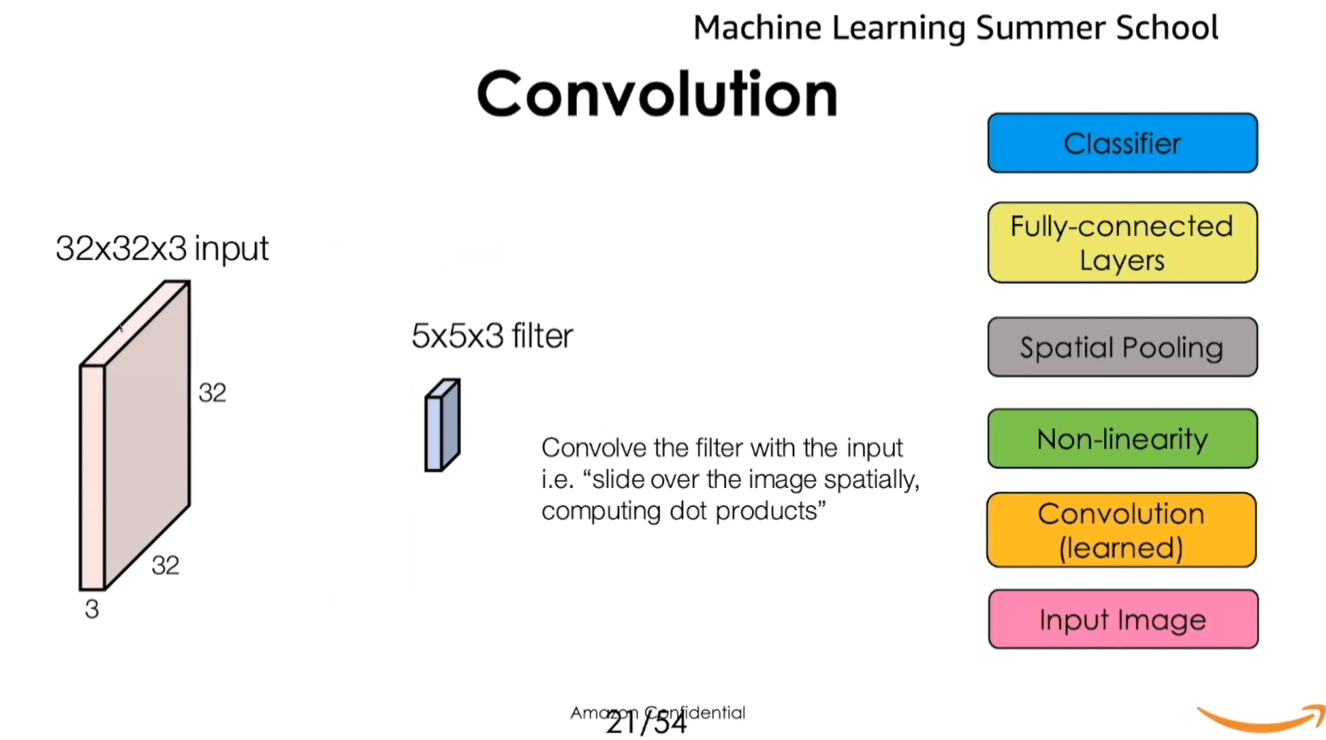 Machine Learning Summer School
Convolution
32x32x3 input
32
32
3
5x5x3 filter
Convolve the filter with the input
i.e. “slide over the image spatially,
computing dot products”
Classifier
Fully-connected
Layers
Spatial Pooling
Non-linearity
Convolution
(learned)
Input Image
Amazon Confidential
21/54